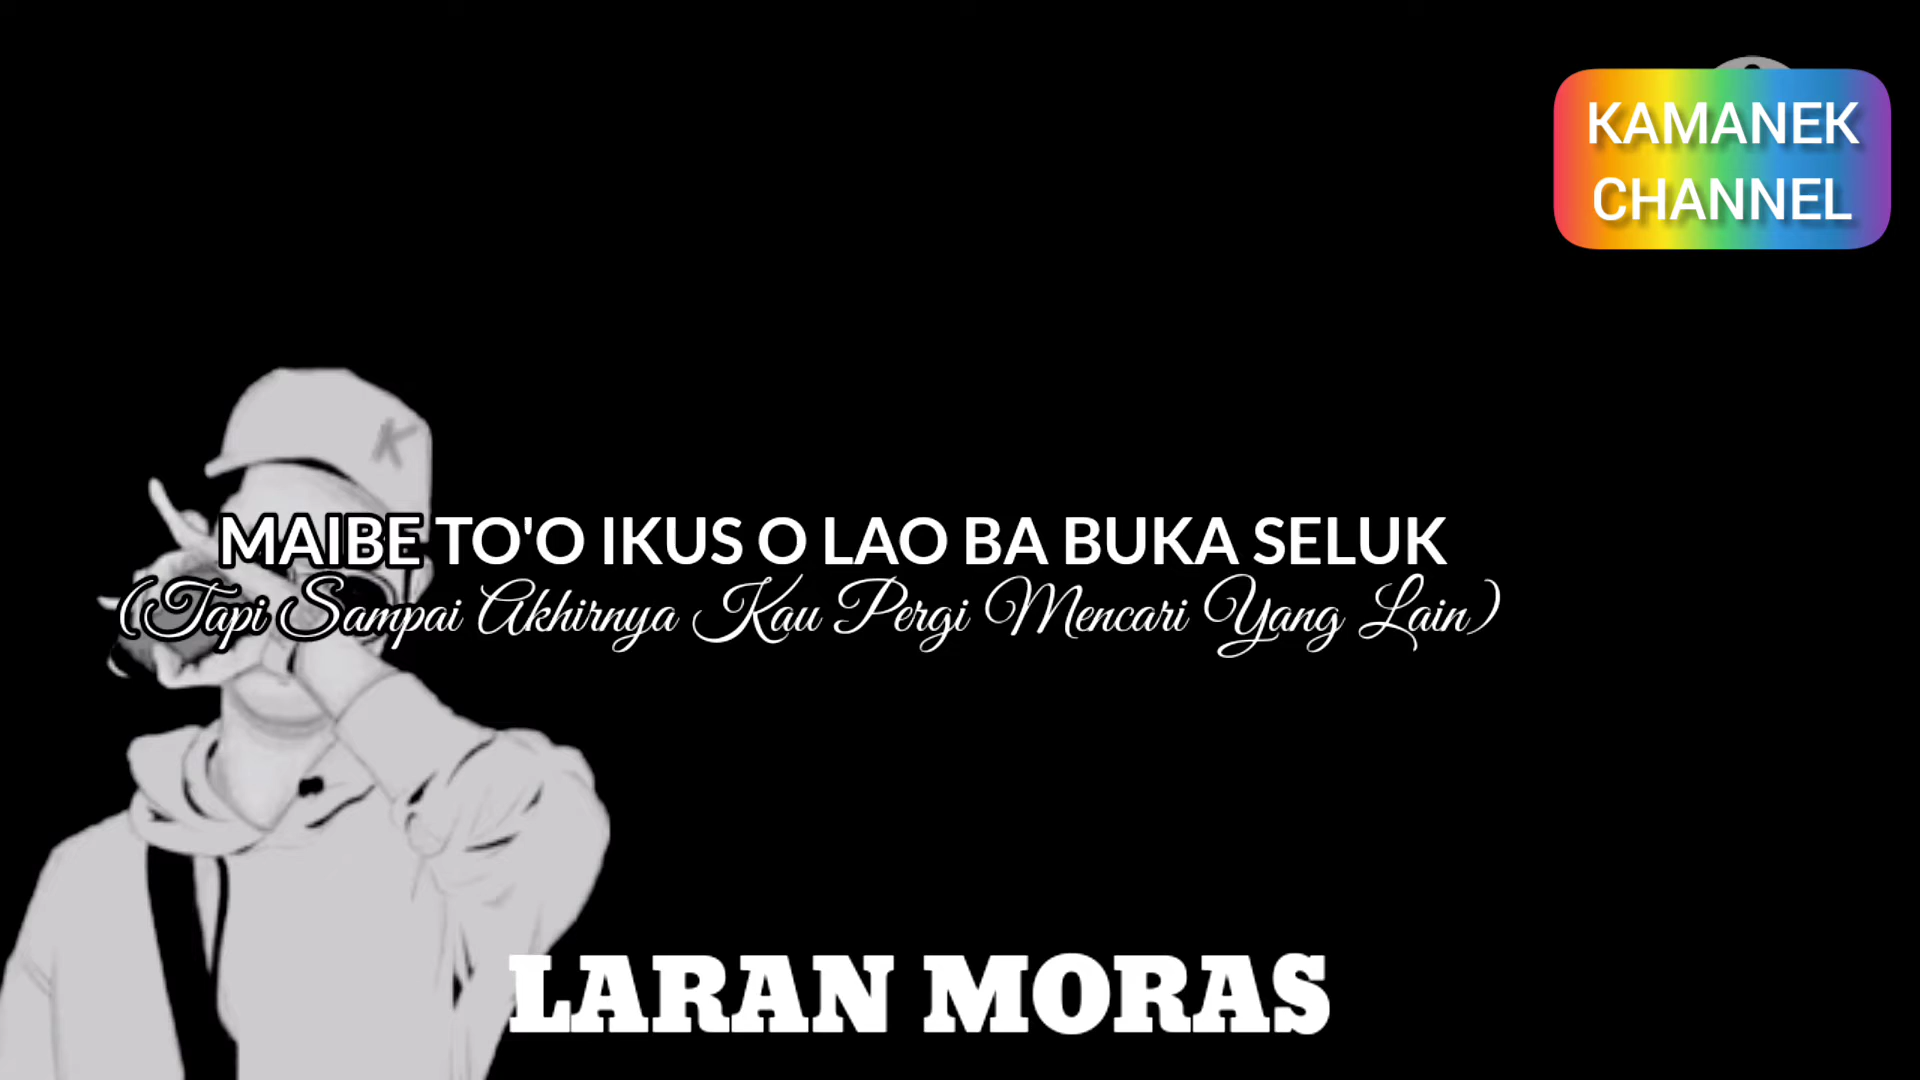 KAMANEK
CHANNEL
K
MAIBE TO'O IKUS O LAO BA BUKA SELUK
(Tapi Sampai Akhirnya Kau Pergi Mencari Yang Lain)
LARAN MORAS